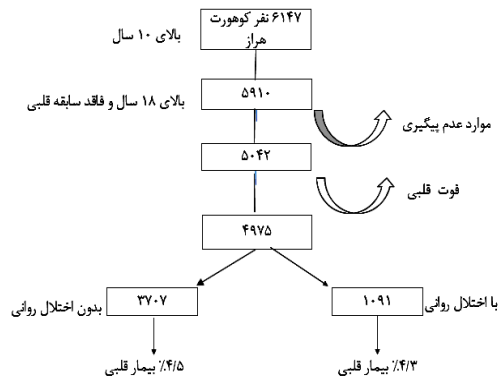 ۶۱۴۷ نفر کوهورت
هراز
بالای ۱۰ سال
۵۹۱۰
بالای ۱۸ سال و فاقد سابقه قلبی
موارد عدم پیگیری
۵۰۴۲
فوت قلبی
۴۹۷۵
با اختلال روانی
۱۰۹۱
۳۷۰۷
بدون اختلال روانی
۴/۳٪ بیمار قلبی
۴/۵٪ بیمار قلبی